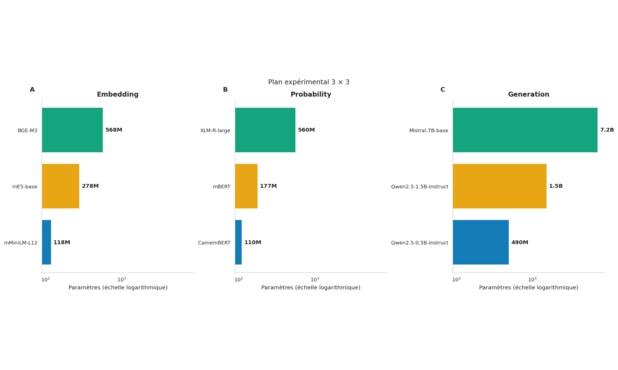 Plan expérimental 3 × 3
A
Embedding
BGE-M3
568M
mE5-base
278M
mMiniLM-L12
118M
10²
10³
Paramètres (échelle logarithmique)
B
Probability
XLM-R-large
560M
mBERT
177M
CamemBERT
110M
10²
10³
Paramètres (échelle logarithmique)
C
Generation
Mistral-7B-base
7.2B
Qwen2.5-1.5B-Instruct
1.5B
Qwen2.5-0.5B-Instruct
490M
10²
10³
Paramètres (échelle logarithmique)